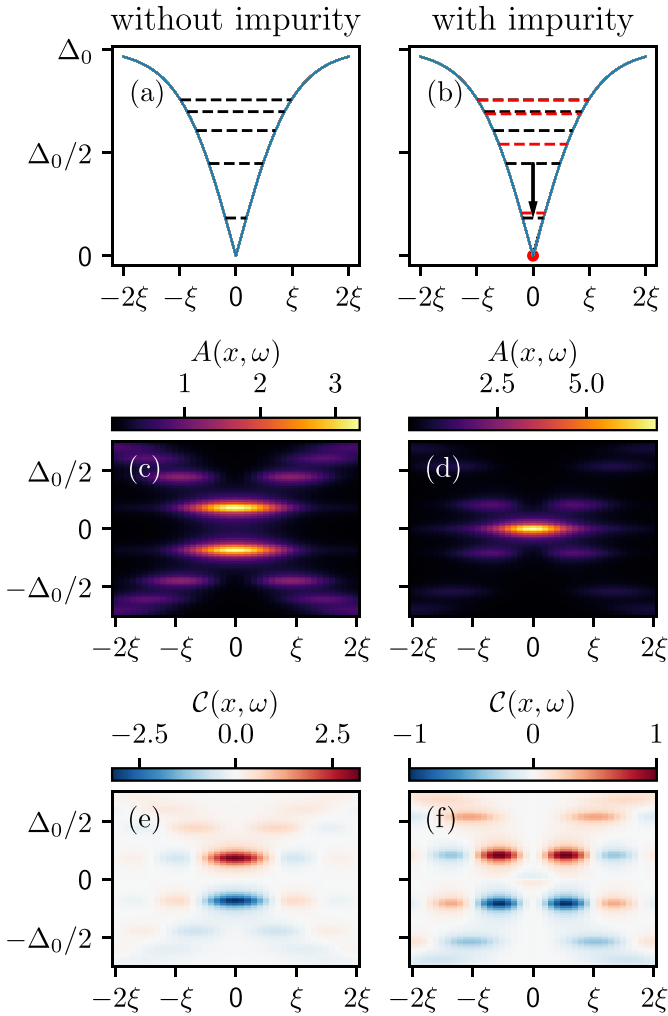 without impurity with impurity
Δ₀
(a) (b)
Δ₀/2
0
−2ξ −ξ 0 ξ 2ξ −2ξ −ξ 0 ξ 2ξ
A(x, ω) A(x, ω)
1 2 3 2.5 5.0
(c) (d)
Δ₀/2
0
−Δ₀/2
−2ξ −ξ 0 ξ 2ξ −2ξ −ξ 0 ξ 2ξ
𝒞(x, ω) 𝒞(x, ω)
−2.5 0.0 2.5 −1 0 1
(e) (f)
Δ₀/2
0
−Δ₀/2
−2ξ −ξ 0 ξ 2ξ −2ξ −ξ 0 ξ 2ξ